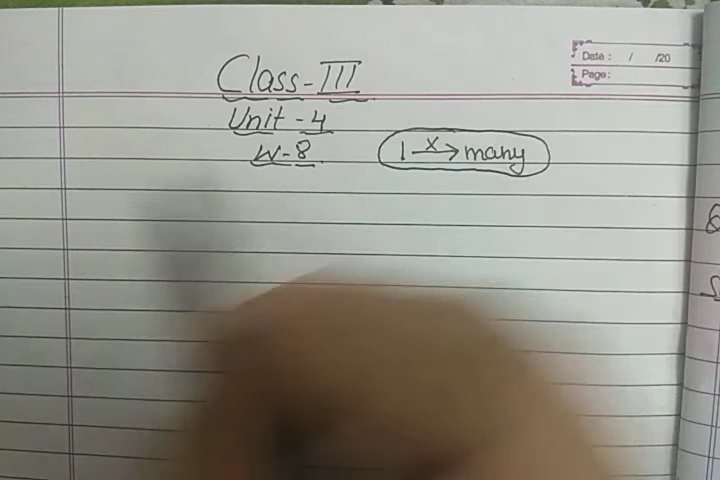 Class-III
Date: / /20
Page:
Unit-4
W-8
1 x→ many